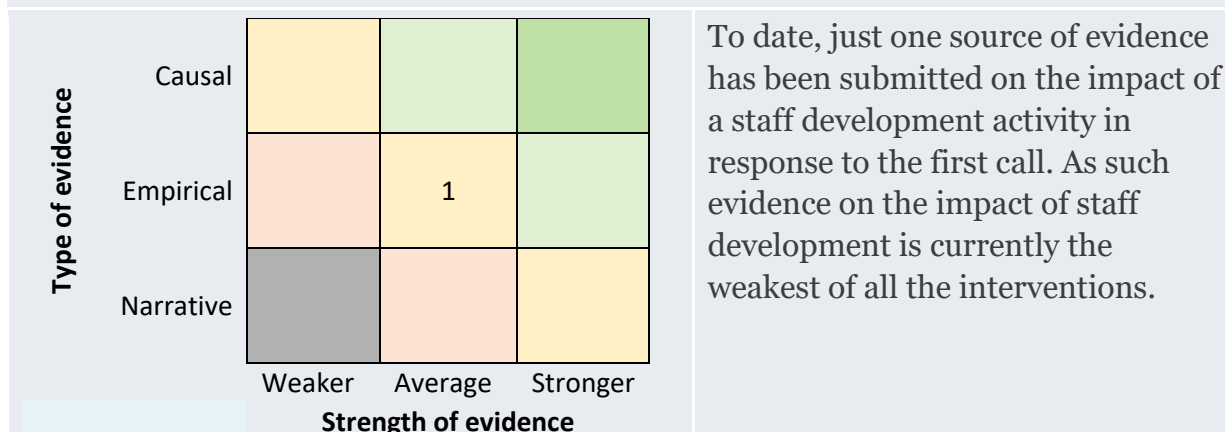 Type of evidence
Causal
Empirical
1
Narrative
Weaker Average Stronger
Strength of evidence
To date, just one source of evidence
has been submitted on the impact of
a staff development activity in
response to the first call. As such
evidence on the impact of staff
development is currently the
weakest of all the interventions.